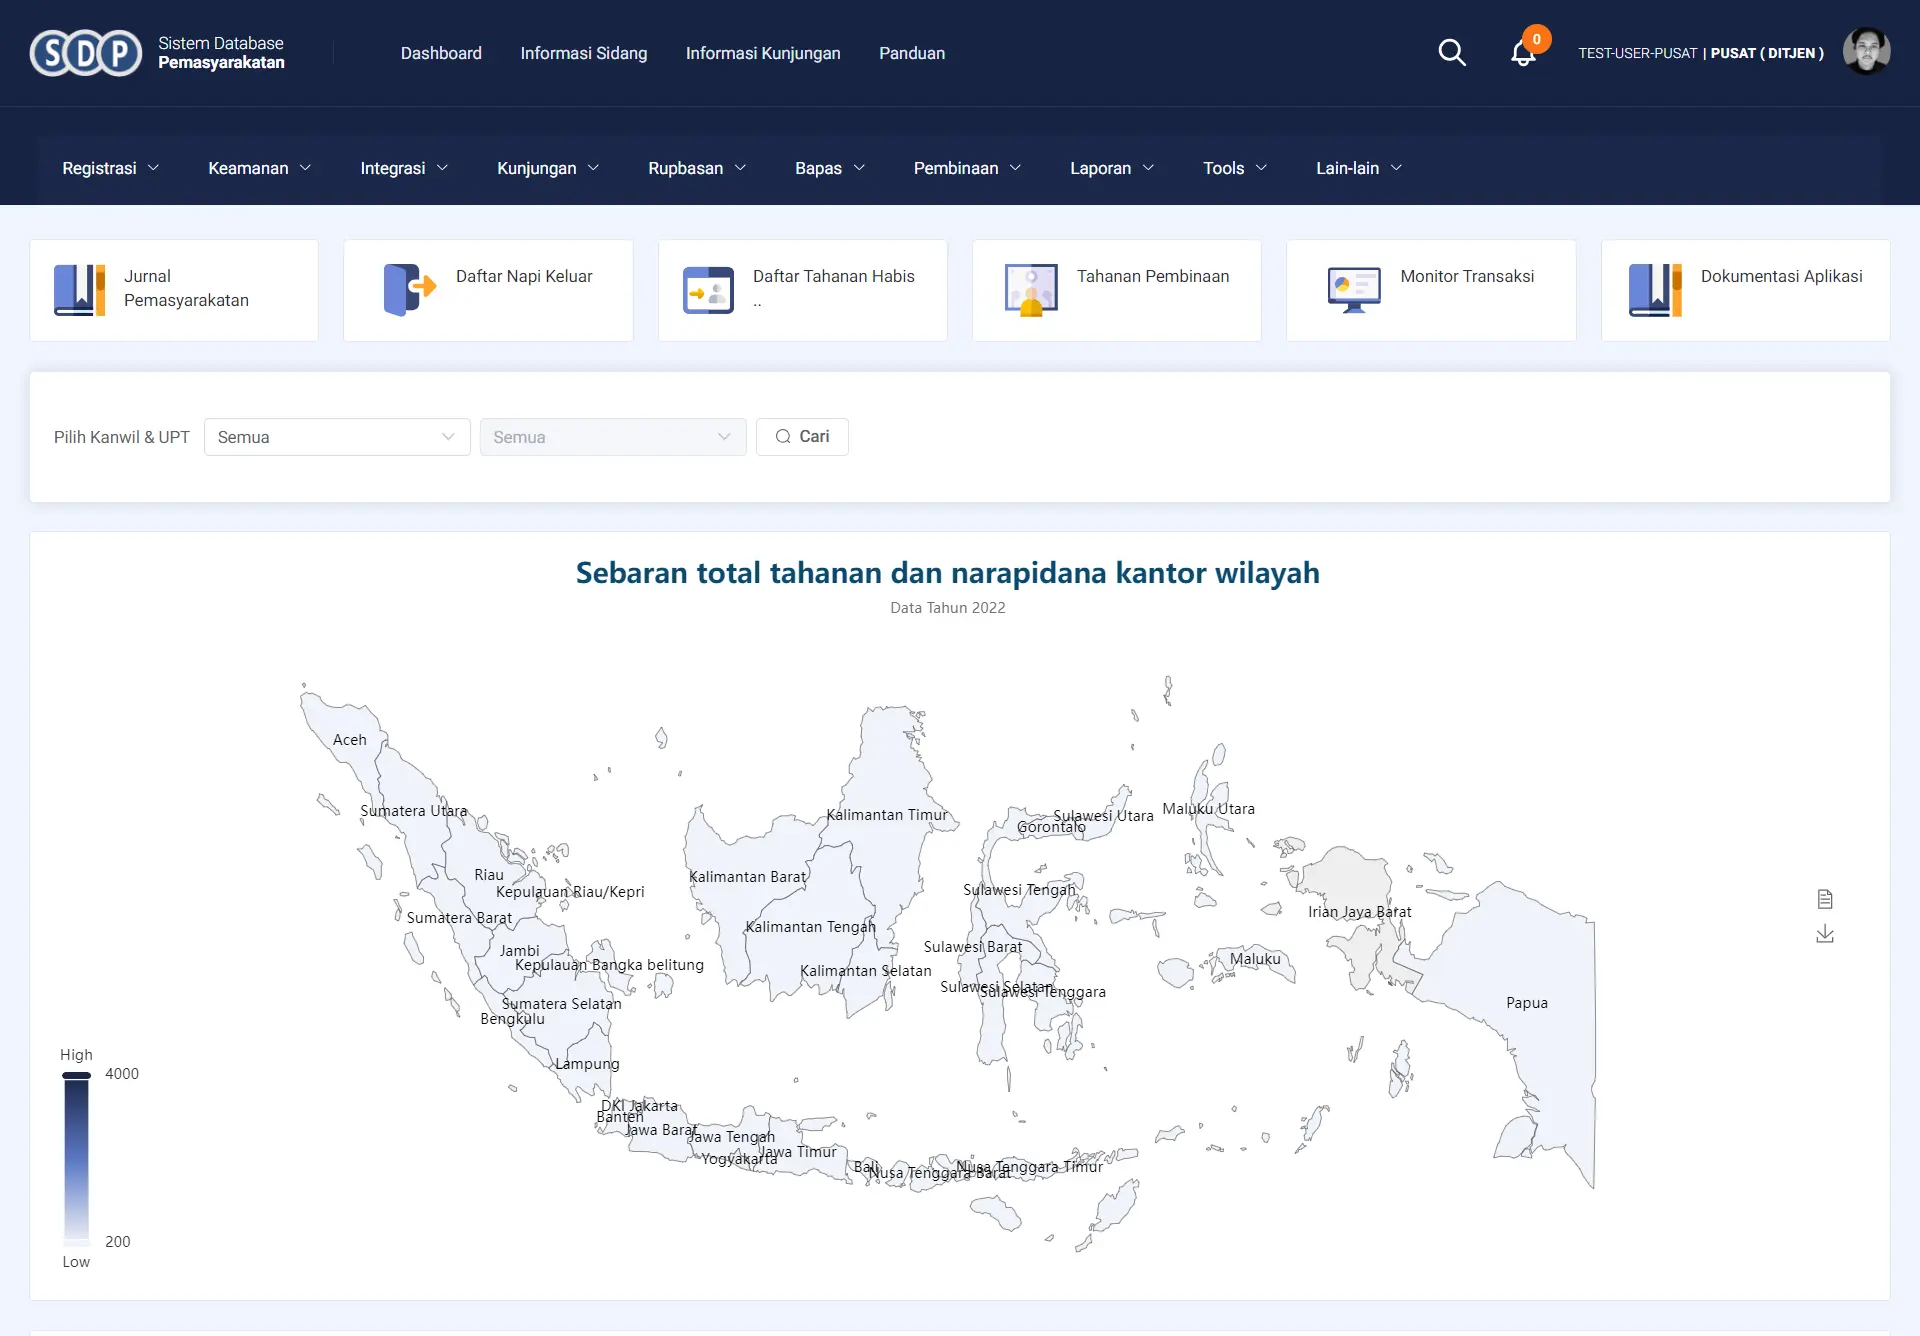 SDP
Sistem Database
Pemasyarakatan
Dashboard
Informasi Sidang
Informasi Kunjungan
Panduan
0
TEST-USER-PUSAT | PUSAT ( DITJEN )
Registrasi
Keamanan
Integrasi
Kunjungan
Rupbasan
Bapas
Pembinaan
Laporan
Tools
Lain-lain
Jurnal
Pemasyarakatan
Daftar Napi Keluar
Daftar Tahanan Habis
..
Tahanan Pembinaan
Monitor Transaksi
Dokumentasi Aplikasi
Pilih Kanwil & UPT
Semua
Semua
Cari
Sebaran total tahanan dan narapidana kantor wilayah
Data Tahun 2022
Aceh
Sumatera Utara
Riau
Kepulauan Riau/Kepri
Sumatera Barat
Jambi
Kepulauan Bangka belitung
Sumatera Selatan
Bengkulu
Lampung
DKI Jakarta
Banten
Jawa Barat
Jawa Tengah
Yogyakarta
Jawa Timur
Bali
Nusa Tenggara Barat
Nusa Tenggara Timur
Kalimantan Timur
Kalimantan Barat
Kalimantan Tengah
Kalimantan Selatan
Sulawesi Utara
Gorontalo
Sulawesi Tengah
Sulawesi Barat
Sulawesi Selatan
Sulawesi Tenggara
Maluku Utara
Maluku
Irian Jaya Barat
Papua
High
4000
200
Low